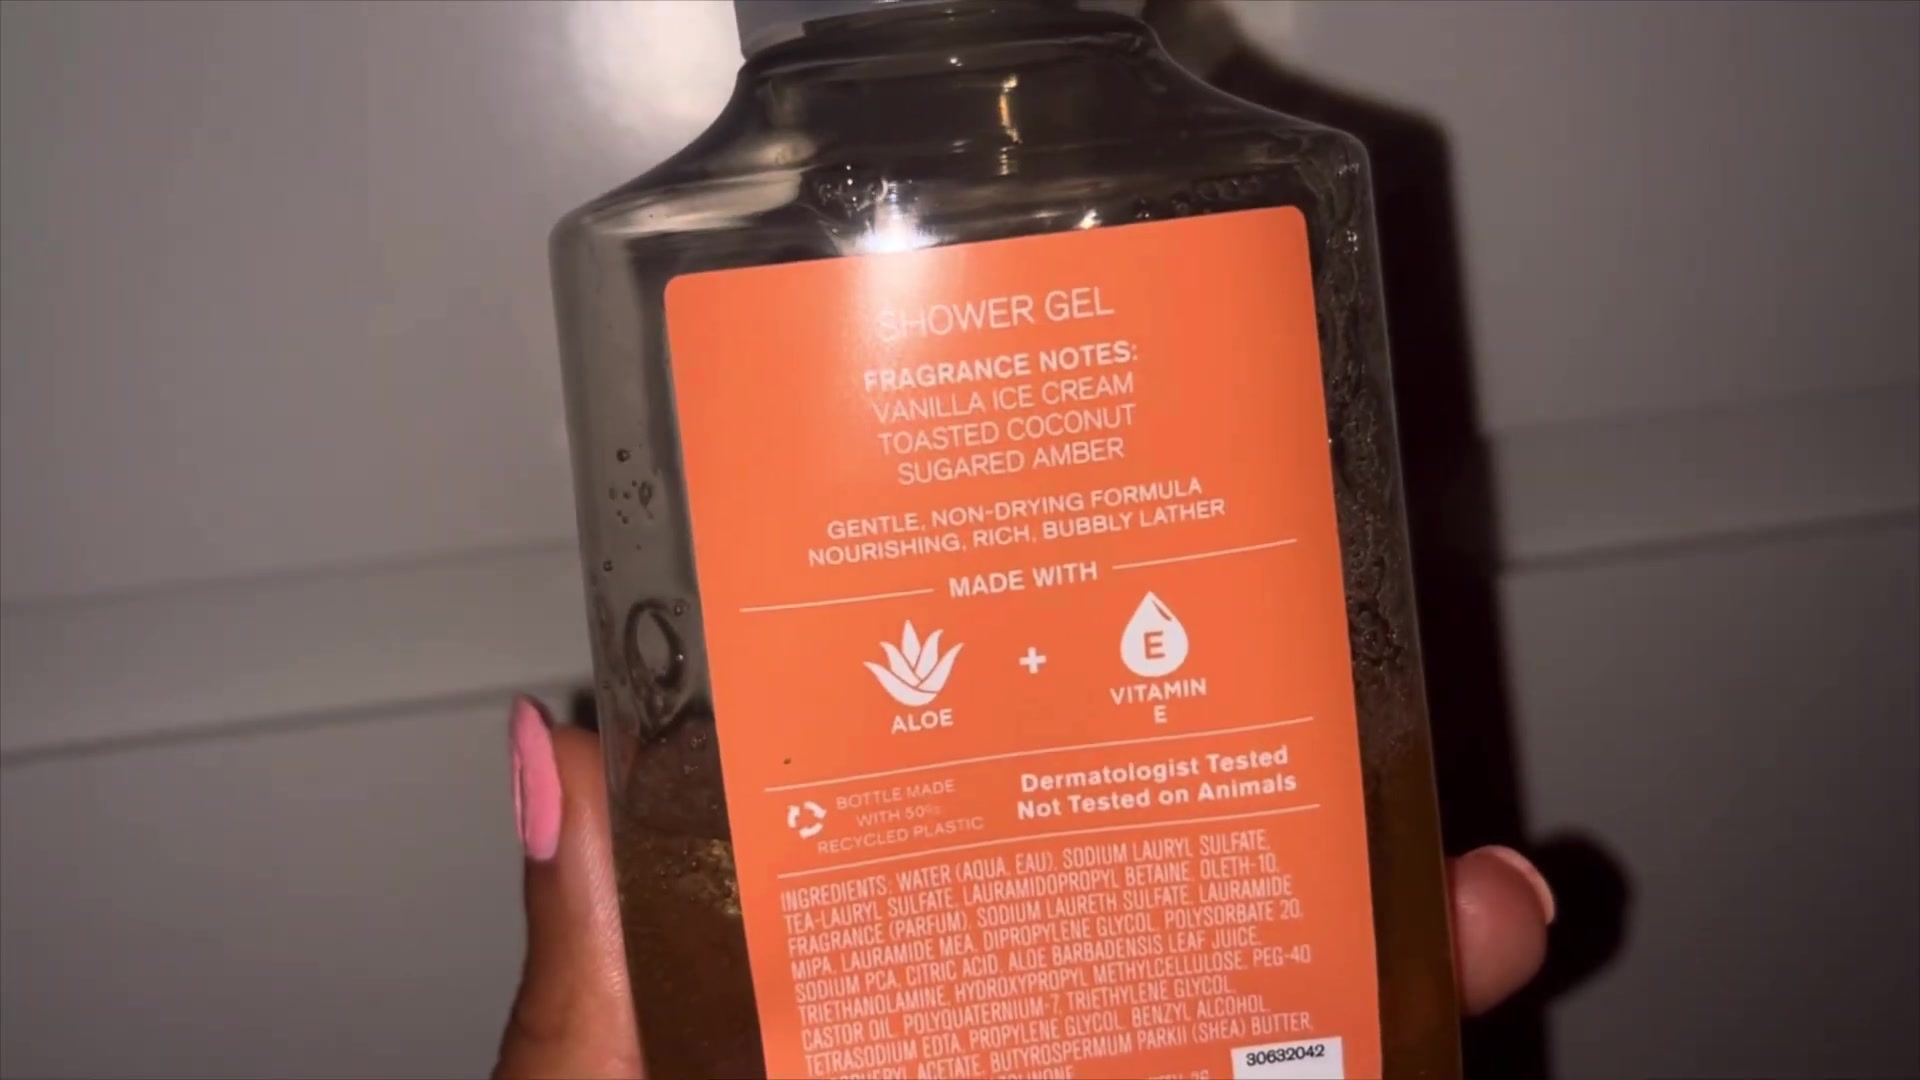 SHOWER GEL
FRAGRANCE NOTES:
VANILLA ICE CREAM
TOASTED COCONUT
SUGARED AMBER
GENTLE, NON-DRYING FORMULA
NOURISHING, RICH, BUBBLY LATHER
MADE WITH
ALOE
+
E
VITAMIN
E
BOTTLE MADE
WITH 50%
RECYCLED PLASTIC
Dermatologist Tested
Not Tested on Animals
INGREDIENTS: WATER (AQUA, EAU), SODIUM LAURYL SULFATE,
TEA-LAURYL SULFATE, LAURAMIDOPROPYL BETAINE, OLETH-10,
FRAGRANCE (PARFUM), SODIUM LAURETH SULFATE, LAURAMIDE
MIPA, LAURAMIDE MEA, DIPROPYLENE GLYCOL, POLYSORBATE 20,
SODIUM PCA, CITRIC ACID, ALOE BARBADENSIS LEAF JUICE,
TRIETHANOLAMINE, HYDROXYPROPYL METHYLCELLULOSE, PEG-40
CASTOR OIL, POLYQUATERNIUM-7, TRIETHYLENE GLYCOL,
TETRASODIUM EDTA, PROPYLENE GLYCOL, BENZYL ALCOHOL,
ACETATE, BUTYROSPERMUM PARKII (SHEA) BUTTER,
30632042